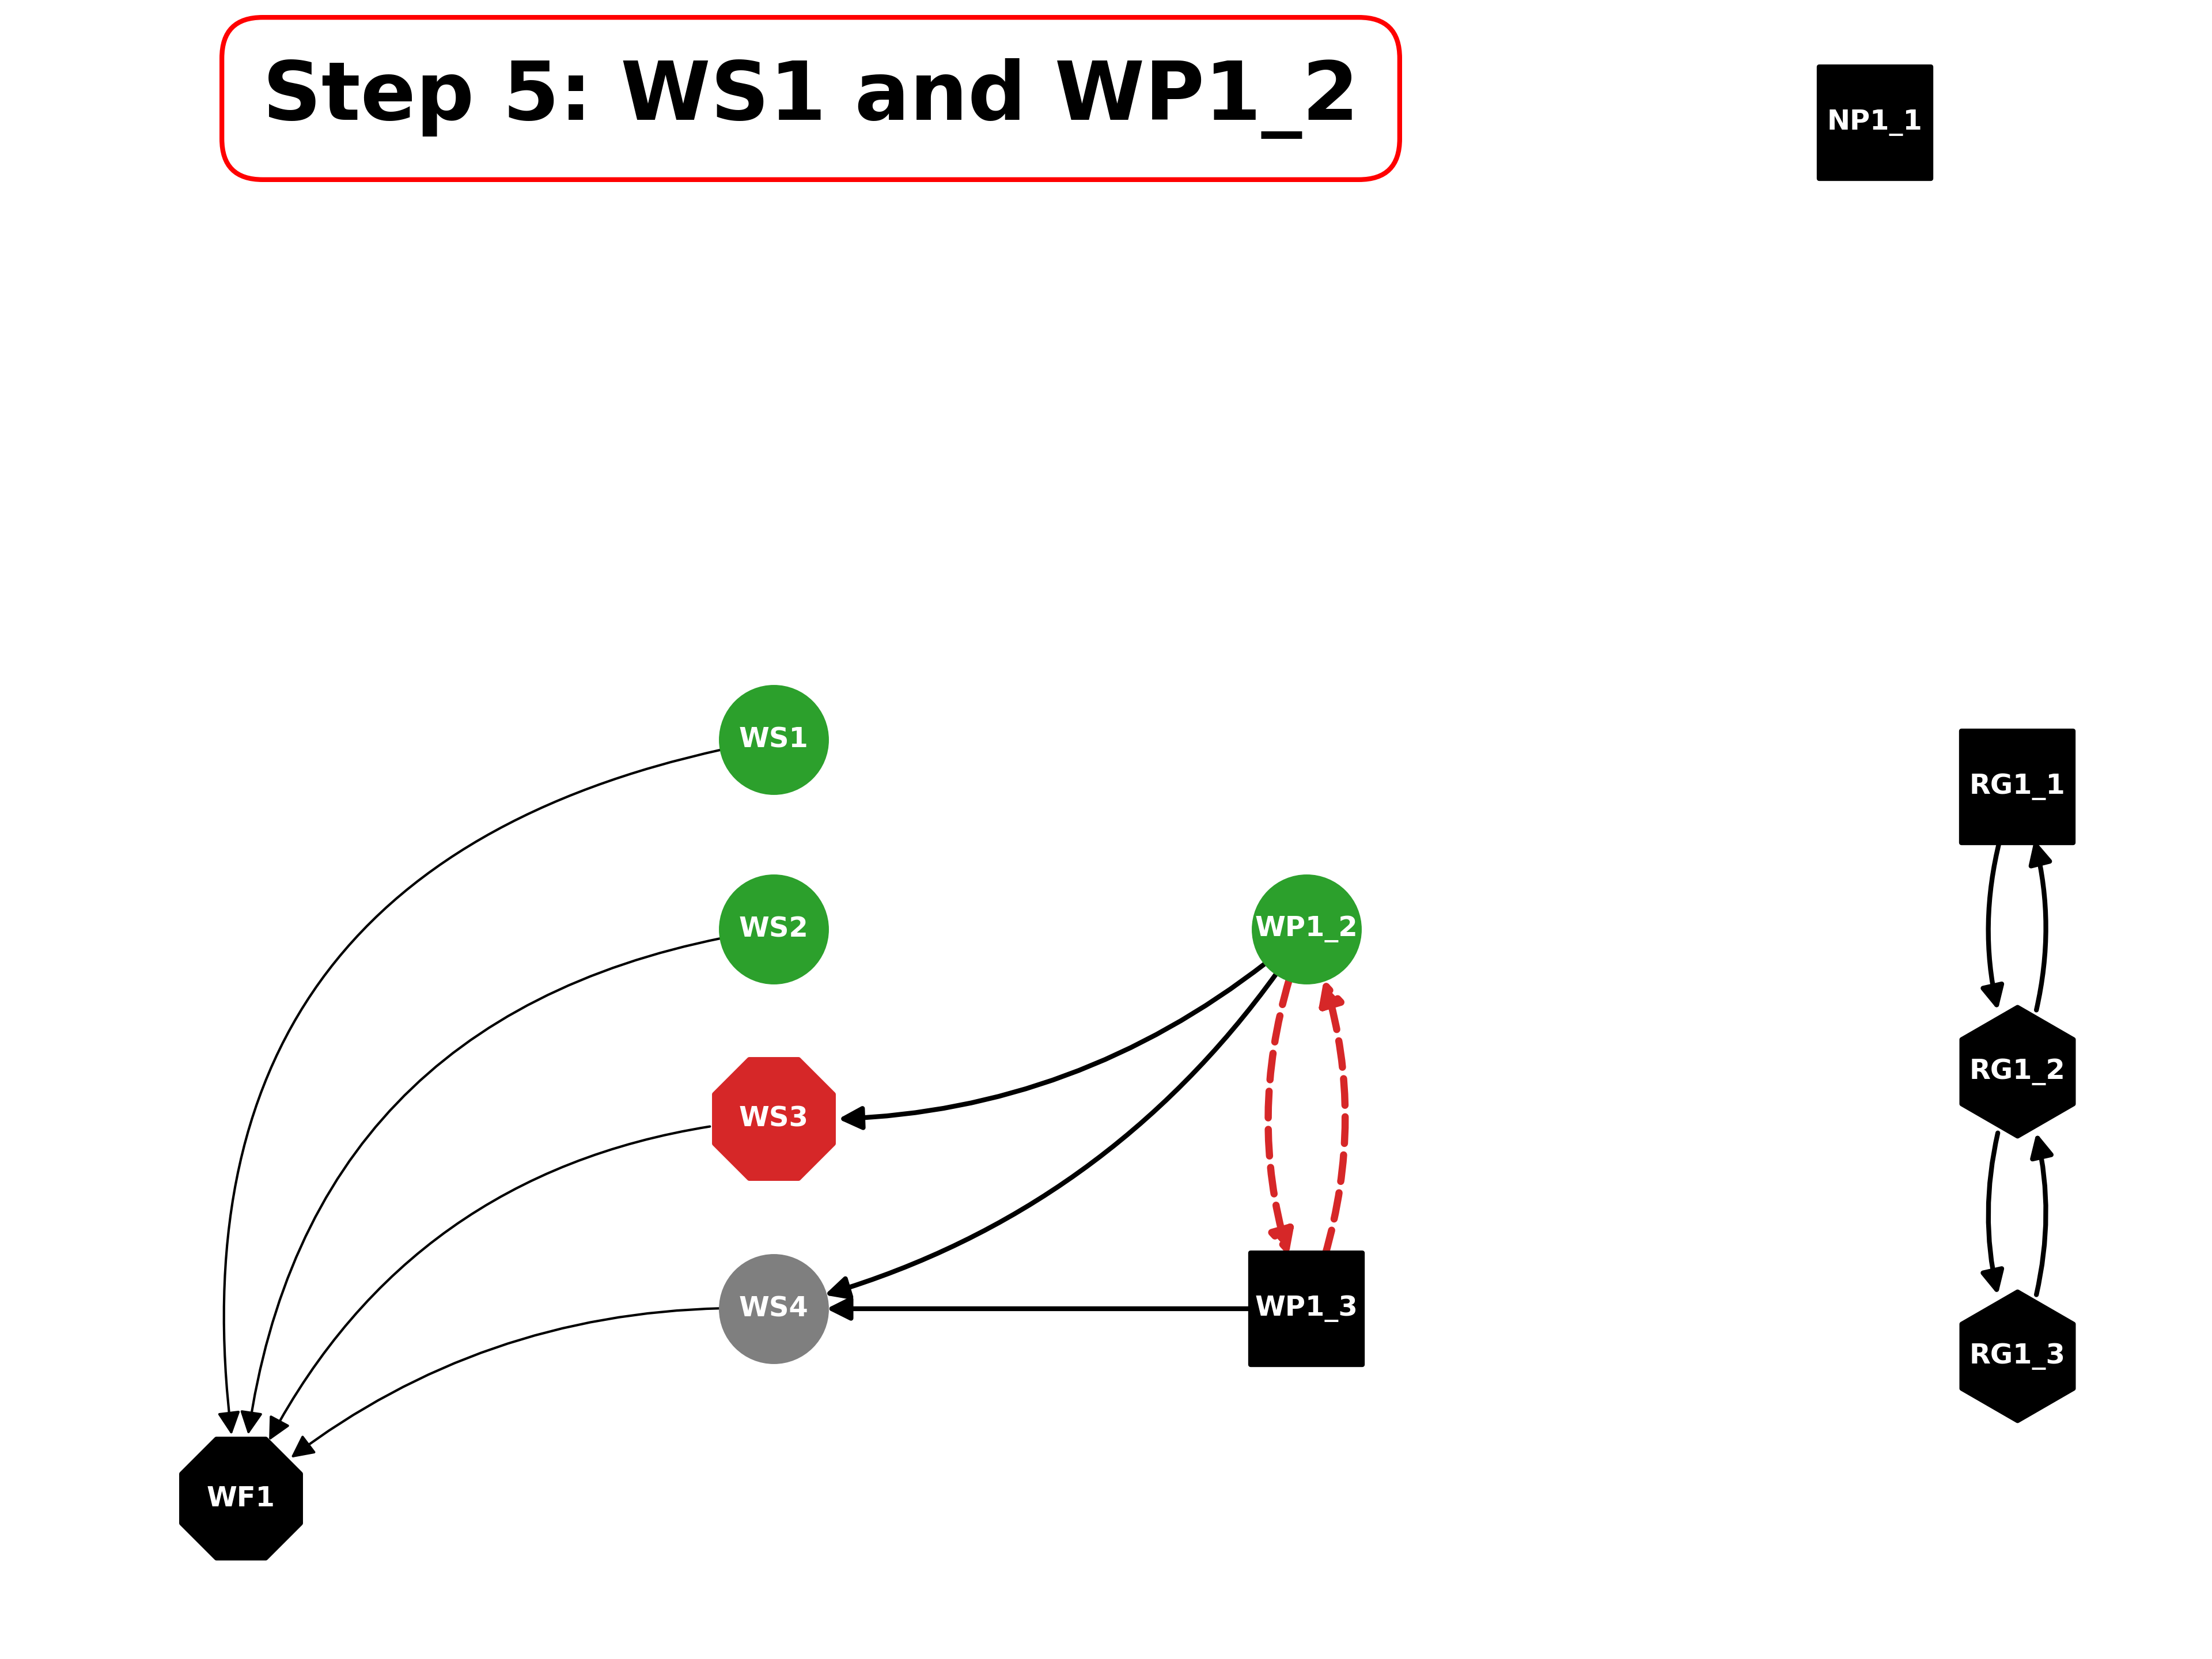 Step 5: WS1 and WP1_2
NP1_1
WS1
RG1_1
WS2
WP1_2
RG1_2
WS3
WS4
WP1_3
RG1_3
WF1